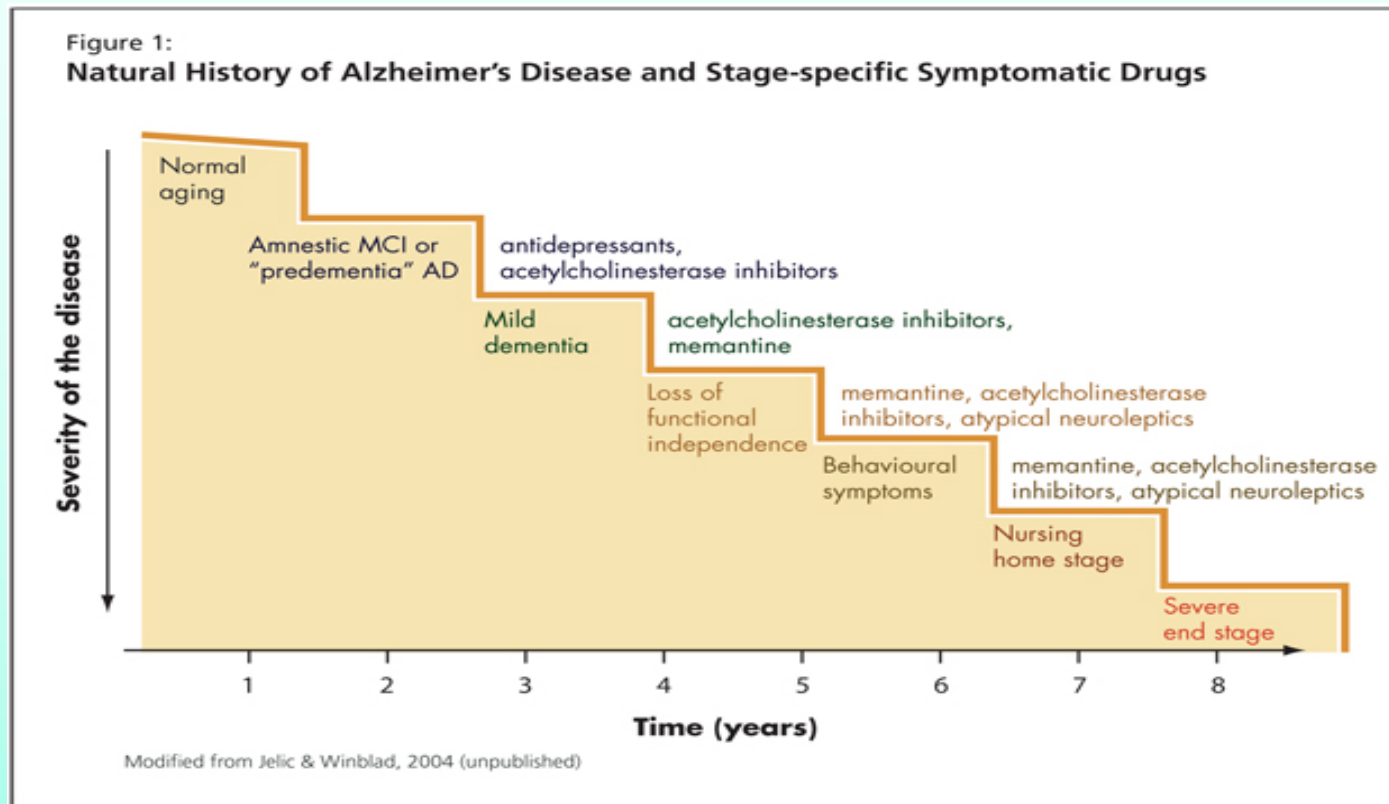 Figure 1:
Natural History of Alzheimer's Disease and Stage-specific Symptomatic Drugs
Severity of the disease
Normal
aging
Amnestic MCI or
"predementia" AD
antidepressants,
acetylcholinesterase inhibitors
Mild
dementia
acetylcholinesterase inhibitors,
memantine
Loss of
functional
independence
memantine, acetylcholinesterase
inhibitors, atypical neuroleptics
Behavioural
symptoms
memantine, acetylcholinesterase
inhibitors, atypical neuroleptics
Nursing
home stage
Severe
end stage
1 2 3 4 5 6 7 8
Time (years)
Modified from Jelic & Winblad, 2004 (unpublished)